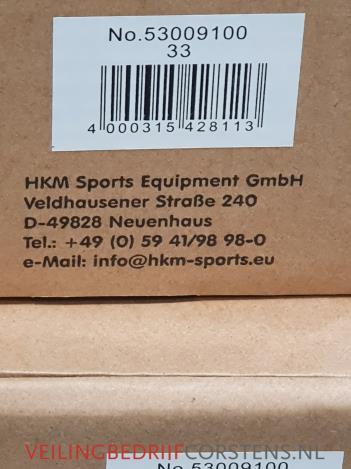 No.53009100
33
4 000315 428113
HKM Sports Equipment GmbH
Veldhausener Straße 240
D-49828 Neuenhaus
Tel.: +49 (0) 59 41/98 98-0
e-Mail: info@hkm-sports.eu
VEILINGBEDRIJFCORSTENS.NL
No.53009100